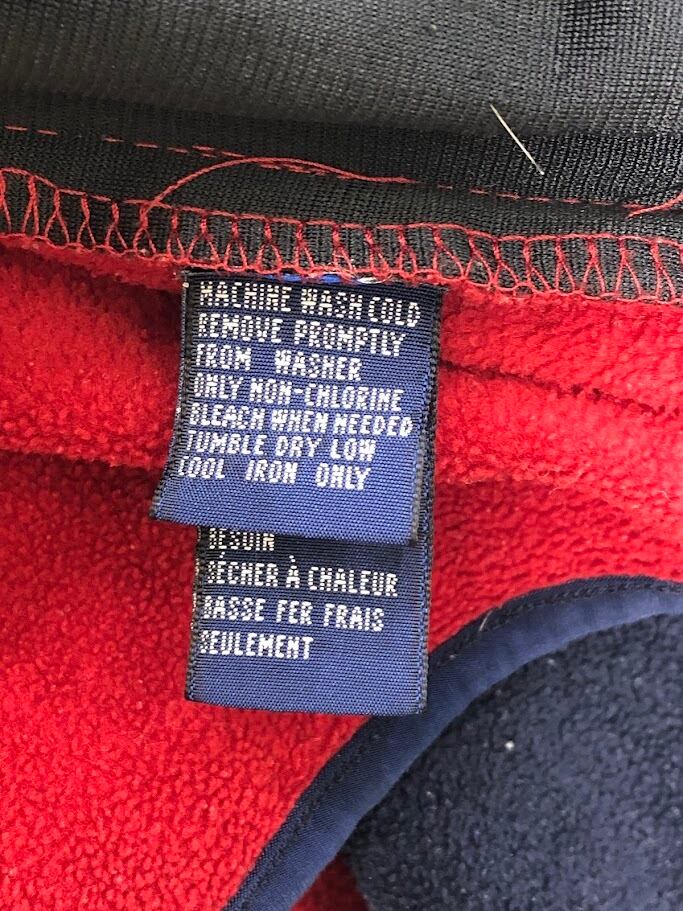 MACHINE WASH COLD
REMOVE PROMPTLY
FROM WASHER
ONLY NON-CHLORINE
BLEACH WHEN NEEDED
TUMBLE DRY LOW
COOL IRON ONLY
BESOIN
SÉCHER À CHALEUR
BASSE FER FRAIS
SEULEMENT